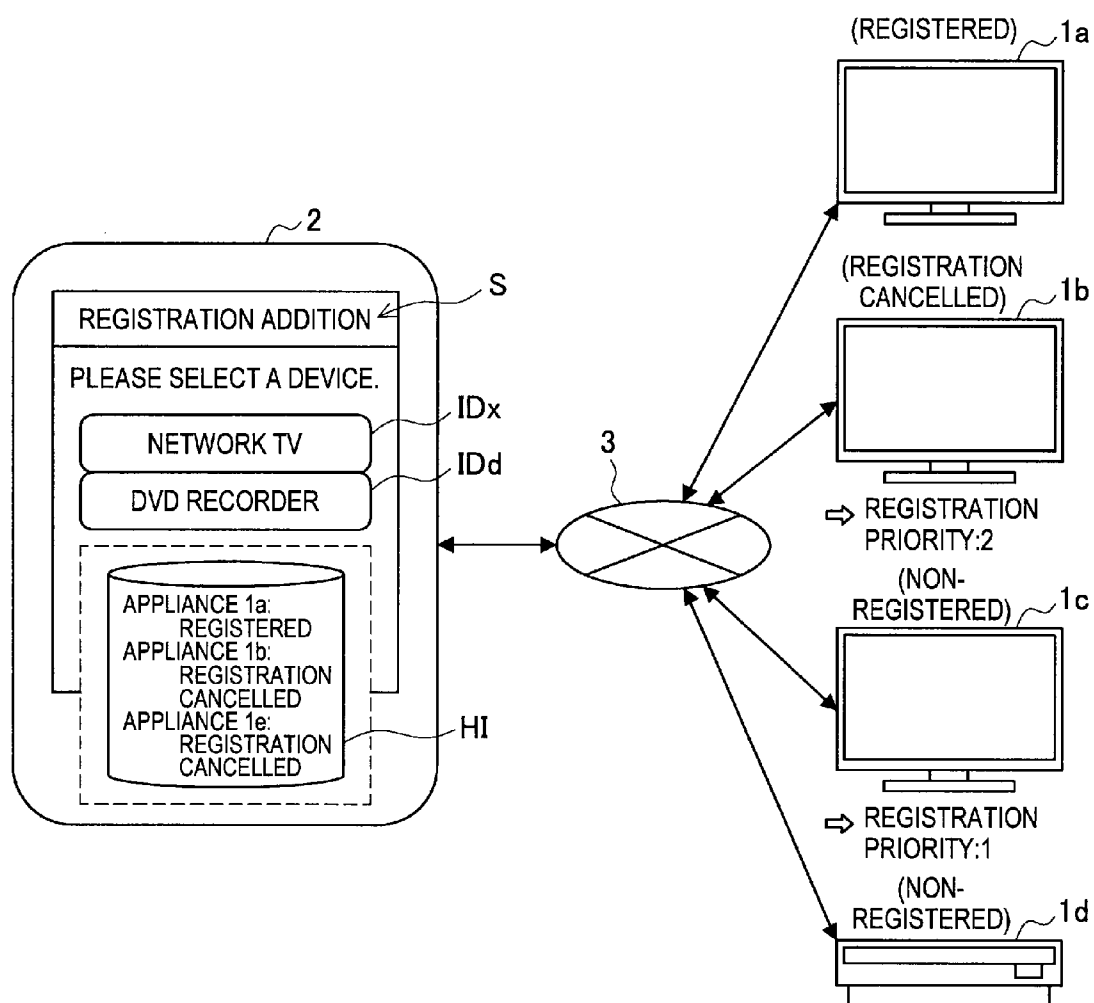 2
S
REGISTRATION ADDITION
PLEASE SELECT A DEVICE.
IDx
NETWORK TV
IDd
DVD RECORDER
APPLIANCE 1a:
REGISTERED
APPLIANCE 1b:
REGISTRATION
CANCELLED
APPLIANCE 1e:
REGISTRATION
CANCELLED
HI
3
(REGISTERED)
1a
(REGISTRATION
CANCELLED)
1b
⇨ REGISTRATION
PRIORITY:2
(NON-
REGISTERED)
1c
⇨ REGISTRATION
PRIORITY:1
(NON-
REGISTERED)
1d